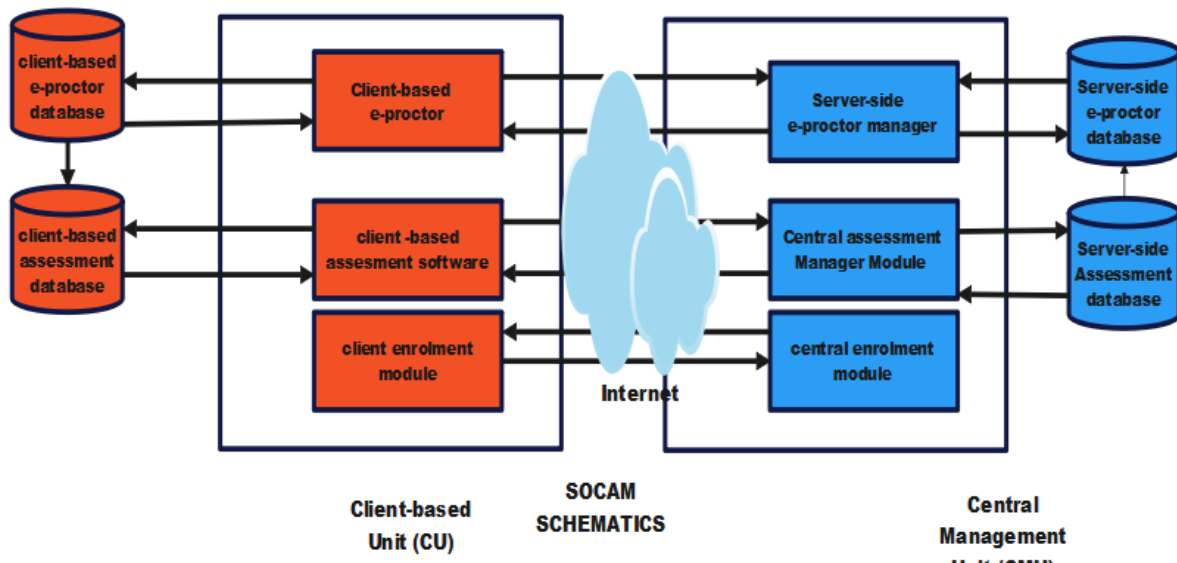 client-based
e-proctor
database
Client-based
e-proctor
Server-side
e-proctor manager
Server-side
e-proctor
database
client-based
assessment
database
client -based
assesment software
Central assessment
Manager Module
Server-side
Assessment
database
client enrolment
module
central enrolment
module
Internet
Client-based
Unit (CU)
SOCAM
SCHEMATICS
Central
Management